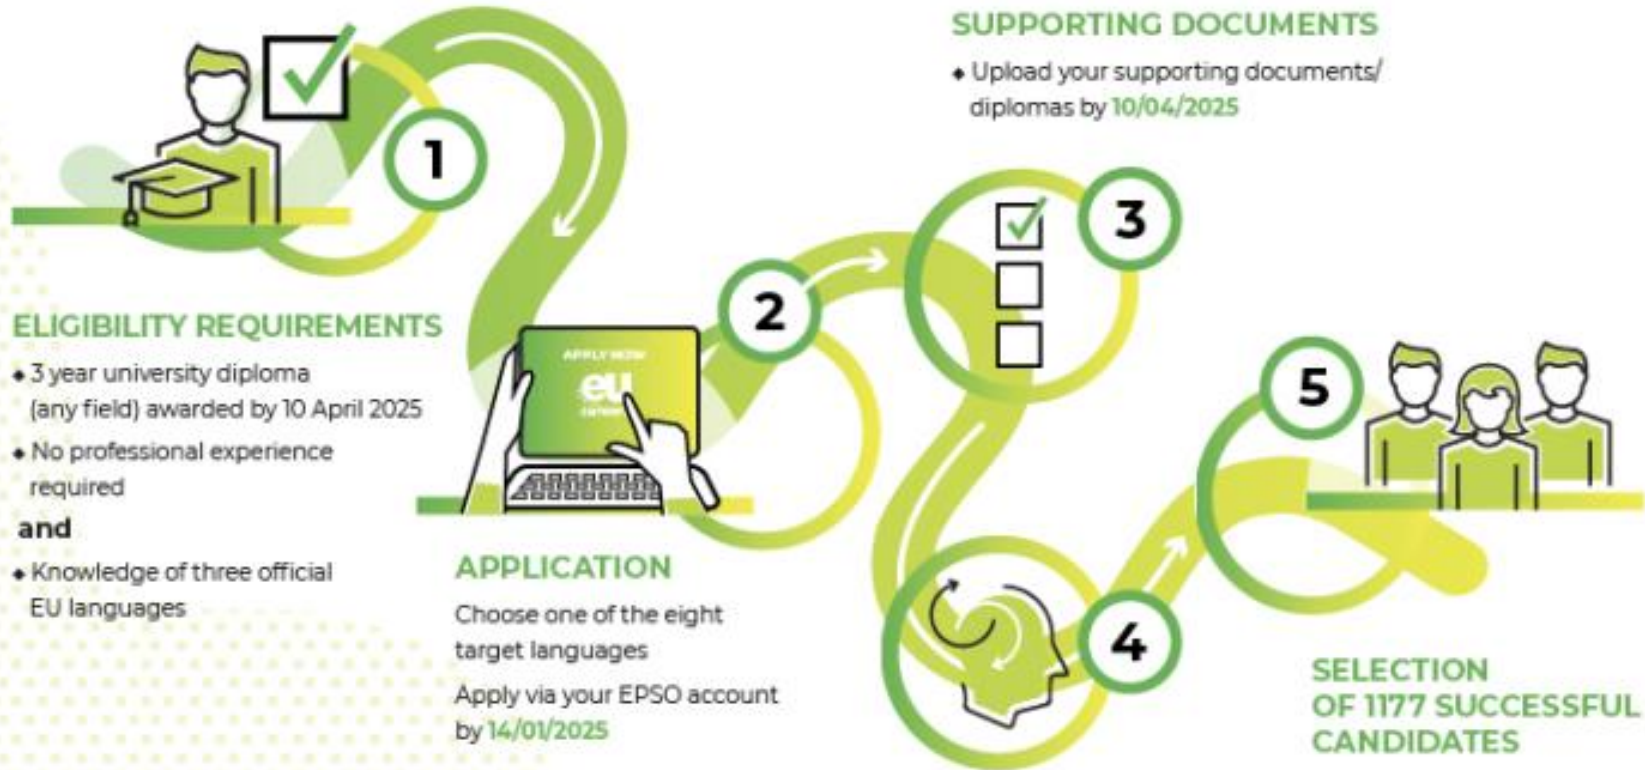 1
ELIGIBILITY REQUIREMENTS
◆ 3 year university diploma
(any field) awarded by 10 April 2025
◆ No professional experience
required
and
◆ Knowledge of three official
EU languages
2
APPLY NOW
eu
APPLICATION
Choose one of the eight
target languages
Apply via your EPSO account
by 14/01/2025
SUPPORTING DOCUMENTS
◆ Upload your supporting documents/
diplomas by 10/04/2025
3
4
5
SELECTION
OF 1177 SUCCESSFUL
CANDIDATES